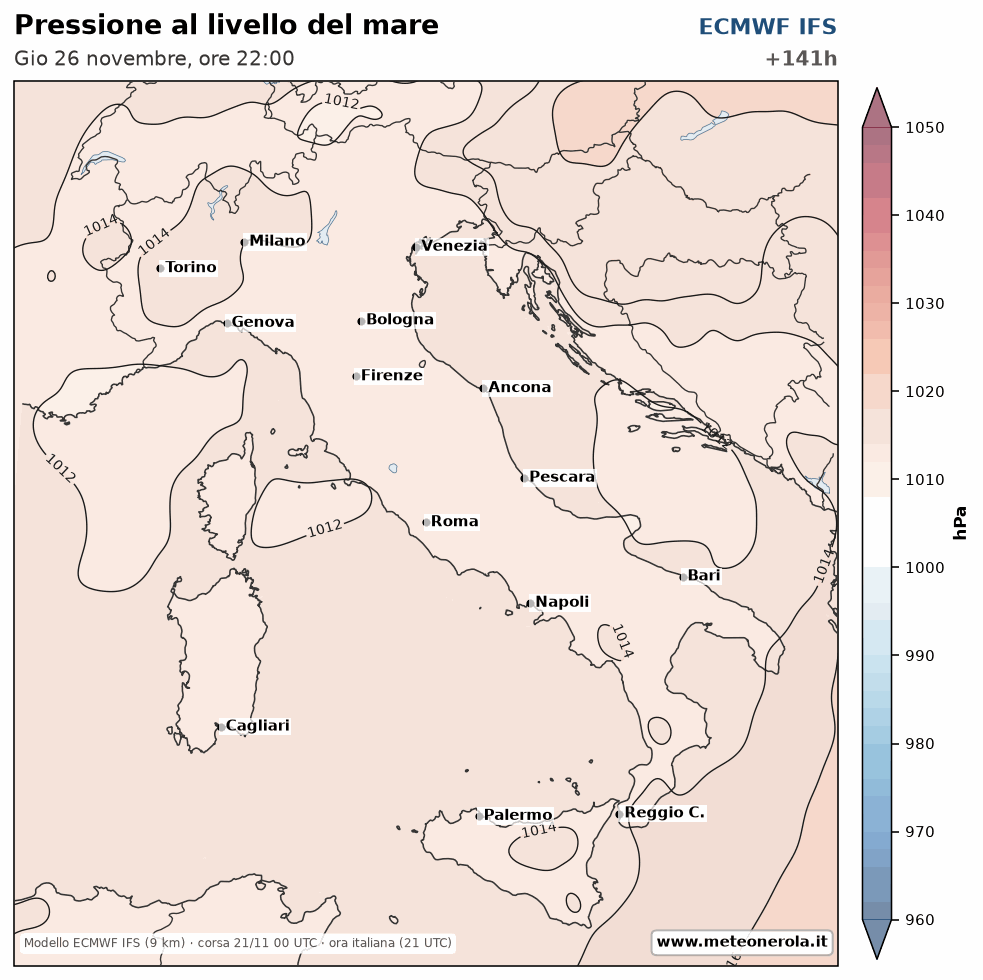 Pressione al livello del mare
ECMWF IFS
Gio 26 novembre, ore 22:00
+141h
1012
1014
1014
Milano
Venezia
Torino
Genova
Bologna
Firenze
Ancona
1012
Pescara
1012
Roma
1014
Bari
Napoli
1014
Cagliari
Palermo
Reggio C.
1014
Modello ECMWF IFS (9 km) · corsa 21/11 00 UTC · ora italiana (21 UTC)
www.meteonerola.it
1050
1040
1030
1020
1010
1000
990
980
970
960
hPa